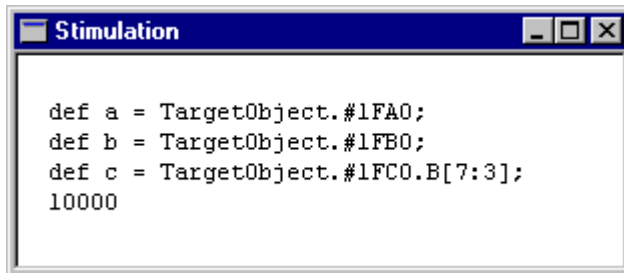 Stimulation
def a = TargetObject.#1FA0;
def b = TargetObject.#1FB0;
def c = TargetObject.#1FC0.B[7:3];
10000